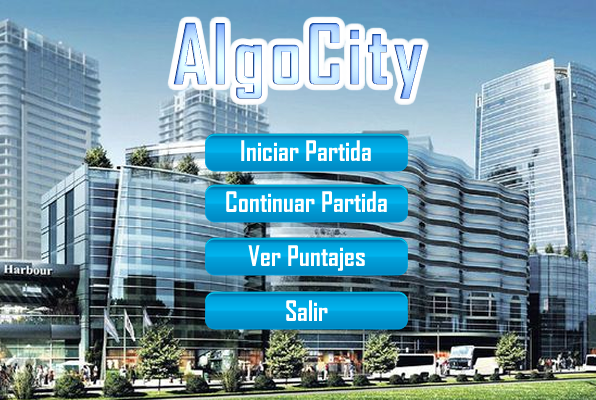 AlgoCity
Iniciar Partida
Continuar Partida
Ver Puntajes
Harbour
Salir